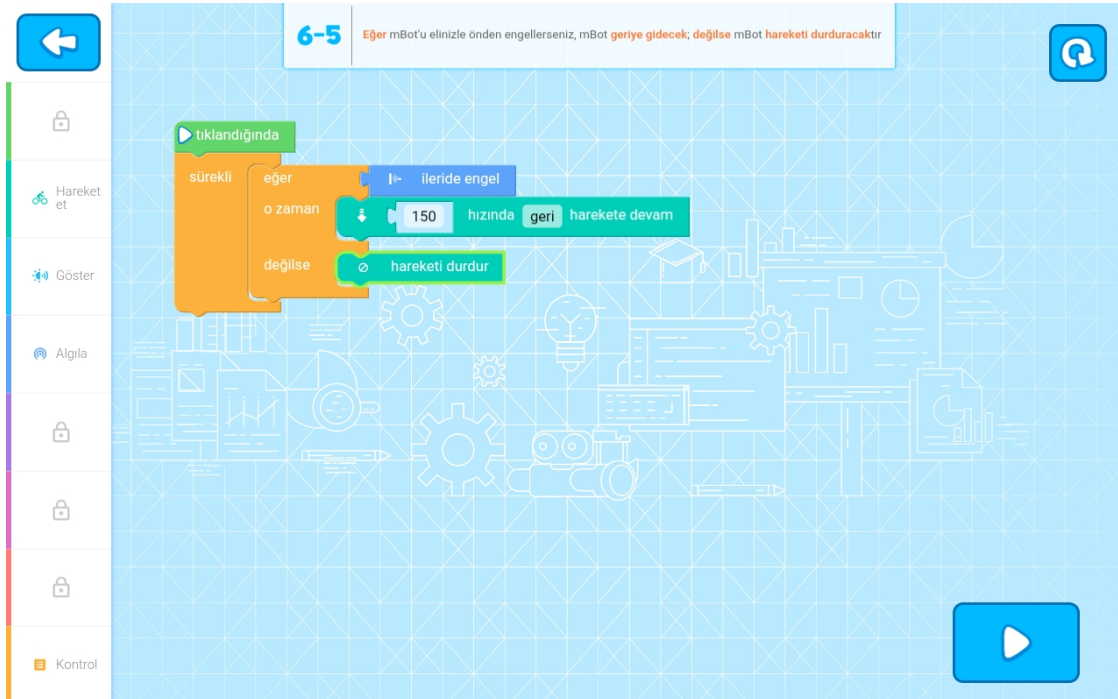 6-5
Eğer mBot'u elinizle önden engellerseniz, mBot geriye gidecek; değilse mBot hareketi durduracaktır
tıklandığında
sürekli
eğer
ileride engel
o zaman
150 hızında geri harekete devam
değilse
hareketi durdur
Hareket
et
Göster
Algıla
Kontrol